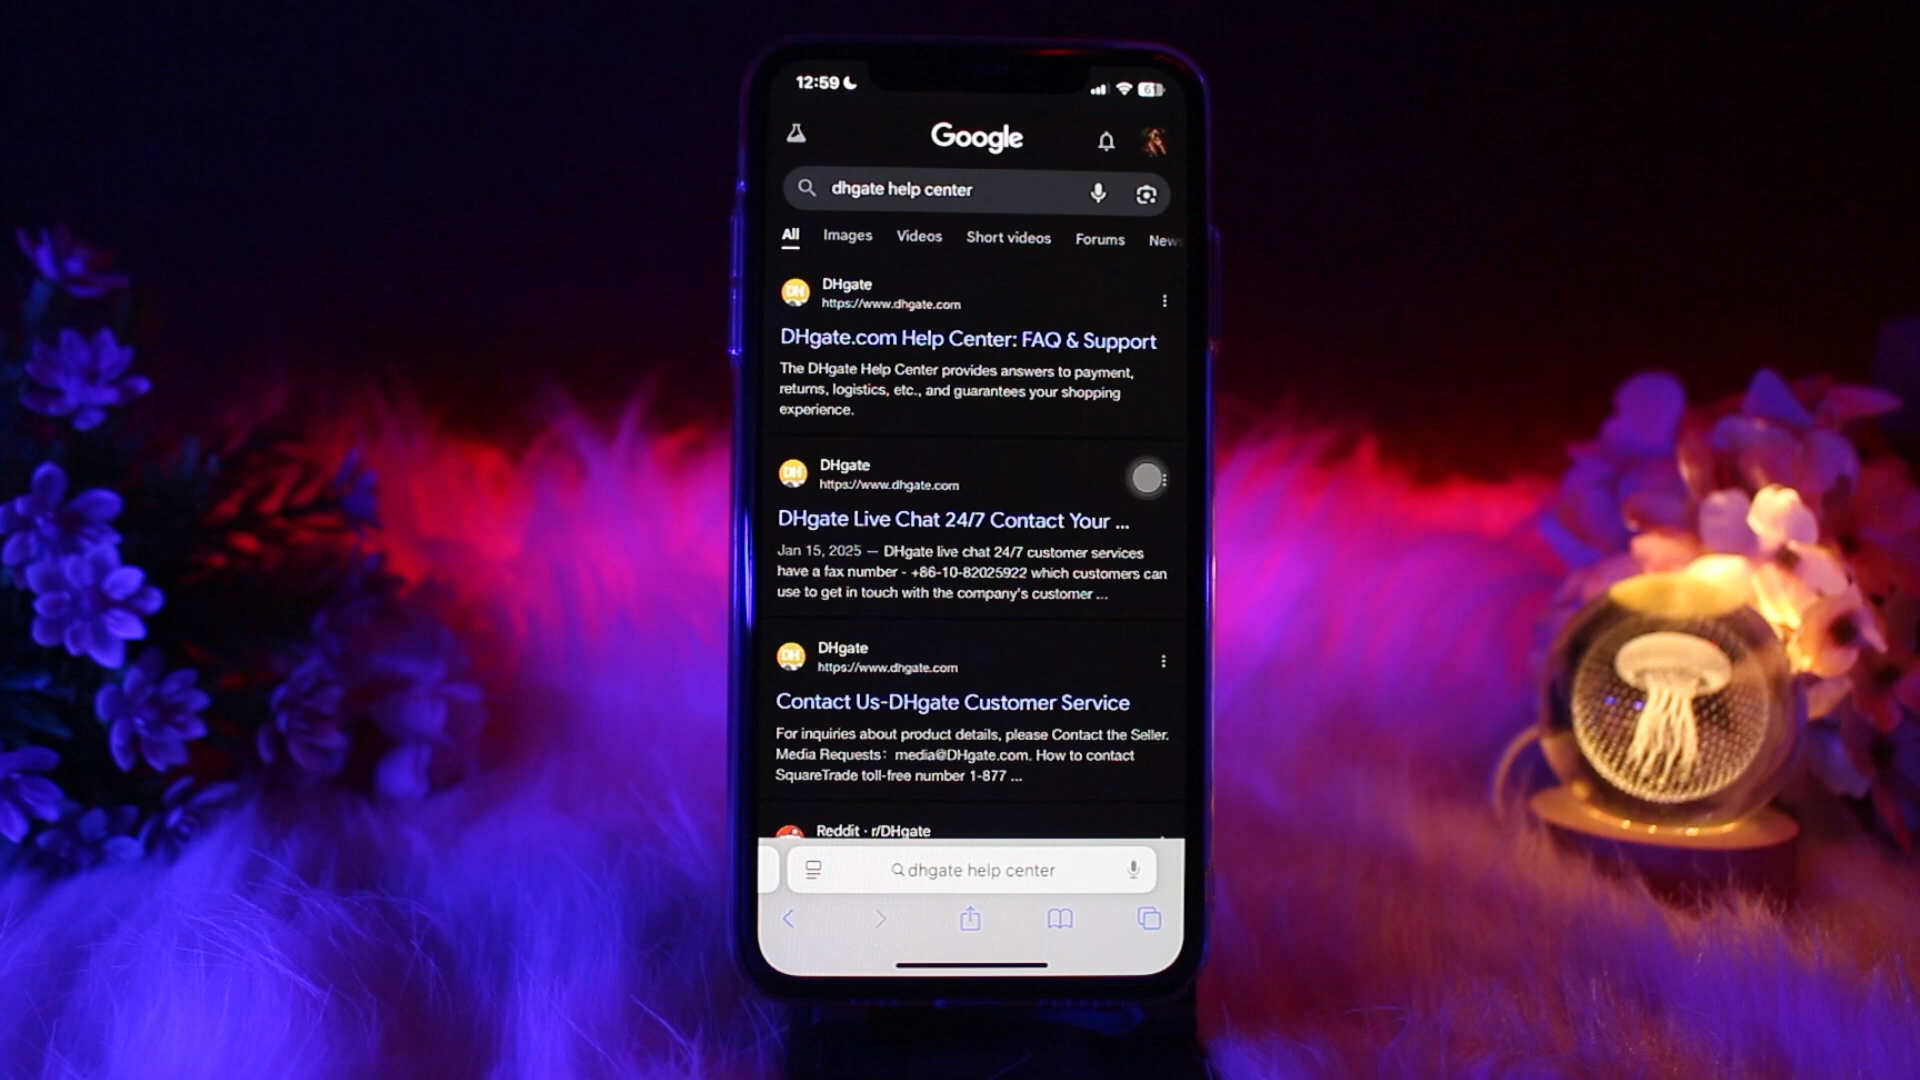 12:59
61
Google
dhgate help center
All Images Videos Short videos Forums New
DH DHgate
https://www.dhgate.com
DHgate.com Help Center: FAQ & Support
The DHgate Help Center provides answers to payment,
returns, logistics, etc., and guarantees your shopping
experience.
DH DHgate
https://www.dhgate.com
DHgate Live Chat 24/7 Contact Your ...
Jan 15, 2025 — DHgate live chat 24/7 customer services
have a fax number - +86-10-82025922 which customers can
use to get in touch with the company's customer ...
DH DHgate
https://www.dhgate.com
Contact Us-DHgate Customer Service
For inquiries about product details, please Contact the Seller.
Media Requests: media@DHgate.com. How to contact
SquareTrade toll-free number 1-877 ...
Reddit · r/DHgate
dhgate help center